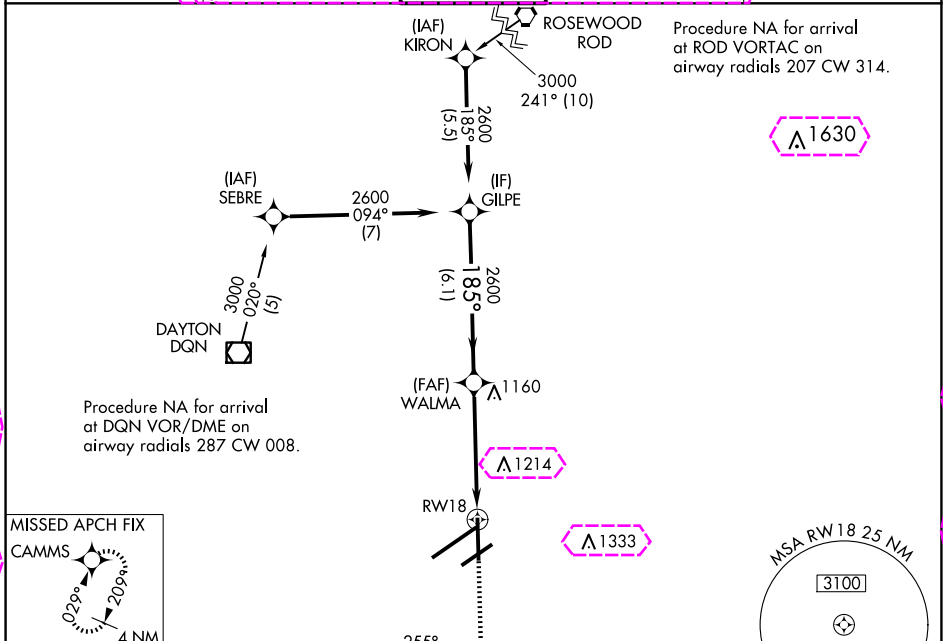 (IAF)
KIRON
ROSEWOOD
ROD
Procedure NA for arrival
at ROD VORTAC on
airway radials 207 CW 314.
3000
241° (10)
2600
185°
(5.5)
1630
(IAF)
SEBRE
2600
094°
(7)
(IF)
GILPE
3000
020°
(5)
2600
185°
(6.1)
DAYTON
DQN
(FAF)
WALMA
1160
Procedure NA for arrival
at DQN VOR/DME on
airway radials 287 CW 008.
1214
RW18
1333
MISSED APCH FIX
CAMMS
029°
209°
4 NM
MSA RW18 25 NM
3100
255°